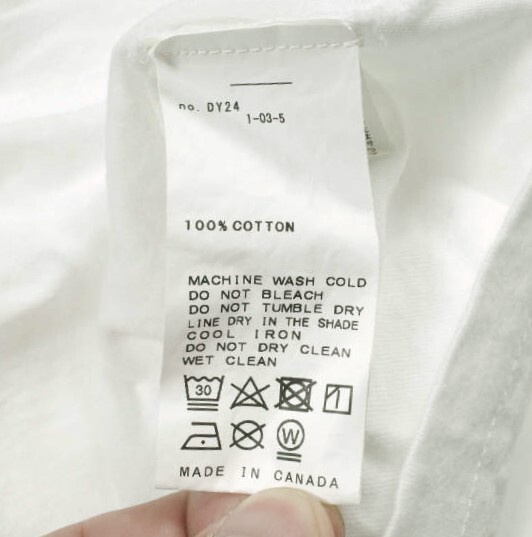 no. DY24
1-03-5
100% COTTON
MACHINE WASH COLD
DO NOT BLEACH
DO NOT TUMBLE DRY
LINE DRY IN THE SHADE
COOL IRON
DO NOT DRY CLEAN
WET CLEAN
30
W
MADE IN CANADA